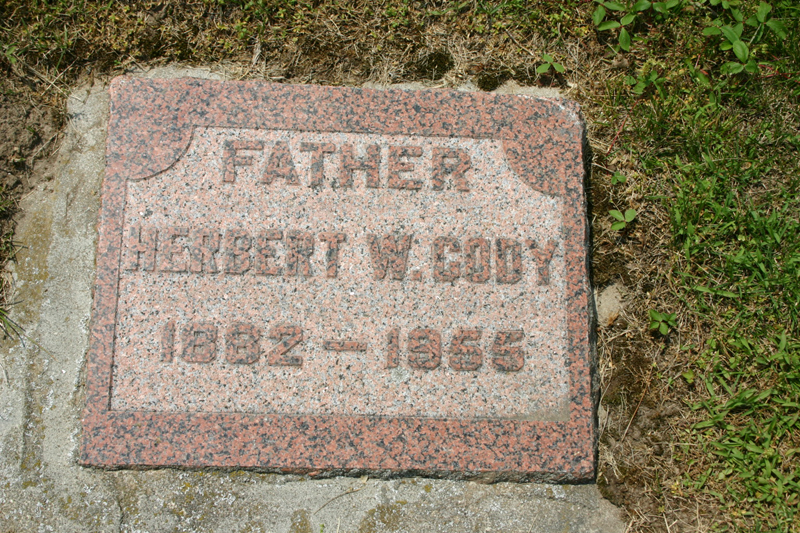 FATHER
HERBERT W. CODY
1882 – 1955